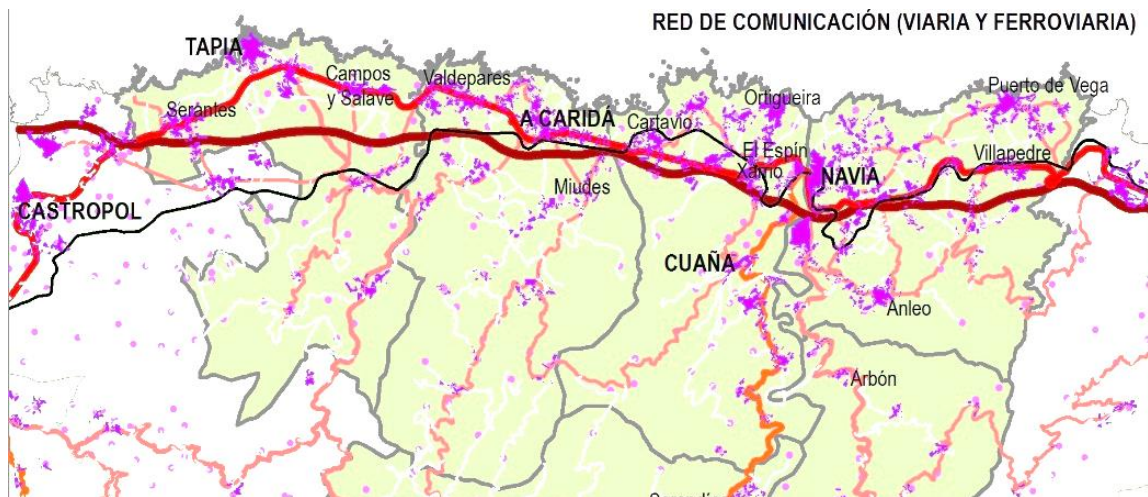 RED DE COMUNICACIÓN (VIARIA Y FERROVIARIA)
TAPIA
Campos
y Salave
Valdepares
Serantes
A CARIDÁ
Cartavio
Ortigueira
Puerto de Vega
El Espín
Xarrio
NAVIA
Villapedre
Miudes
CASTROPOL
CUAÑA
Anleo
Arbón